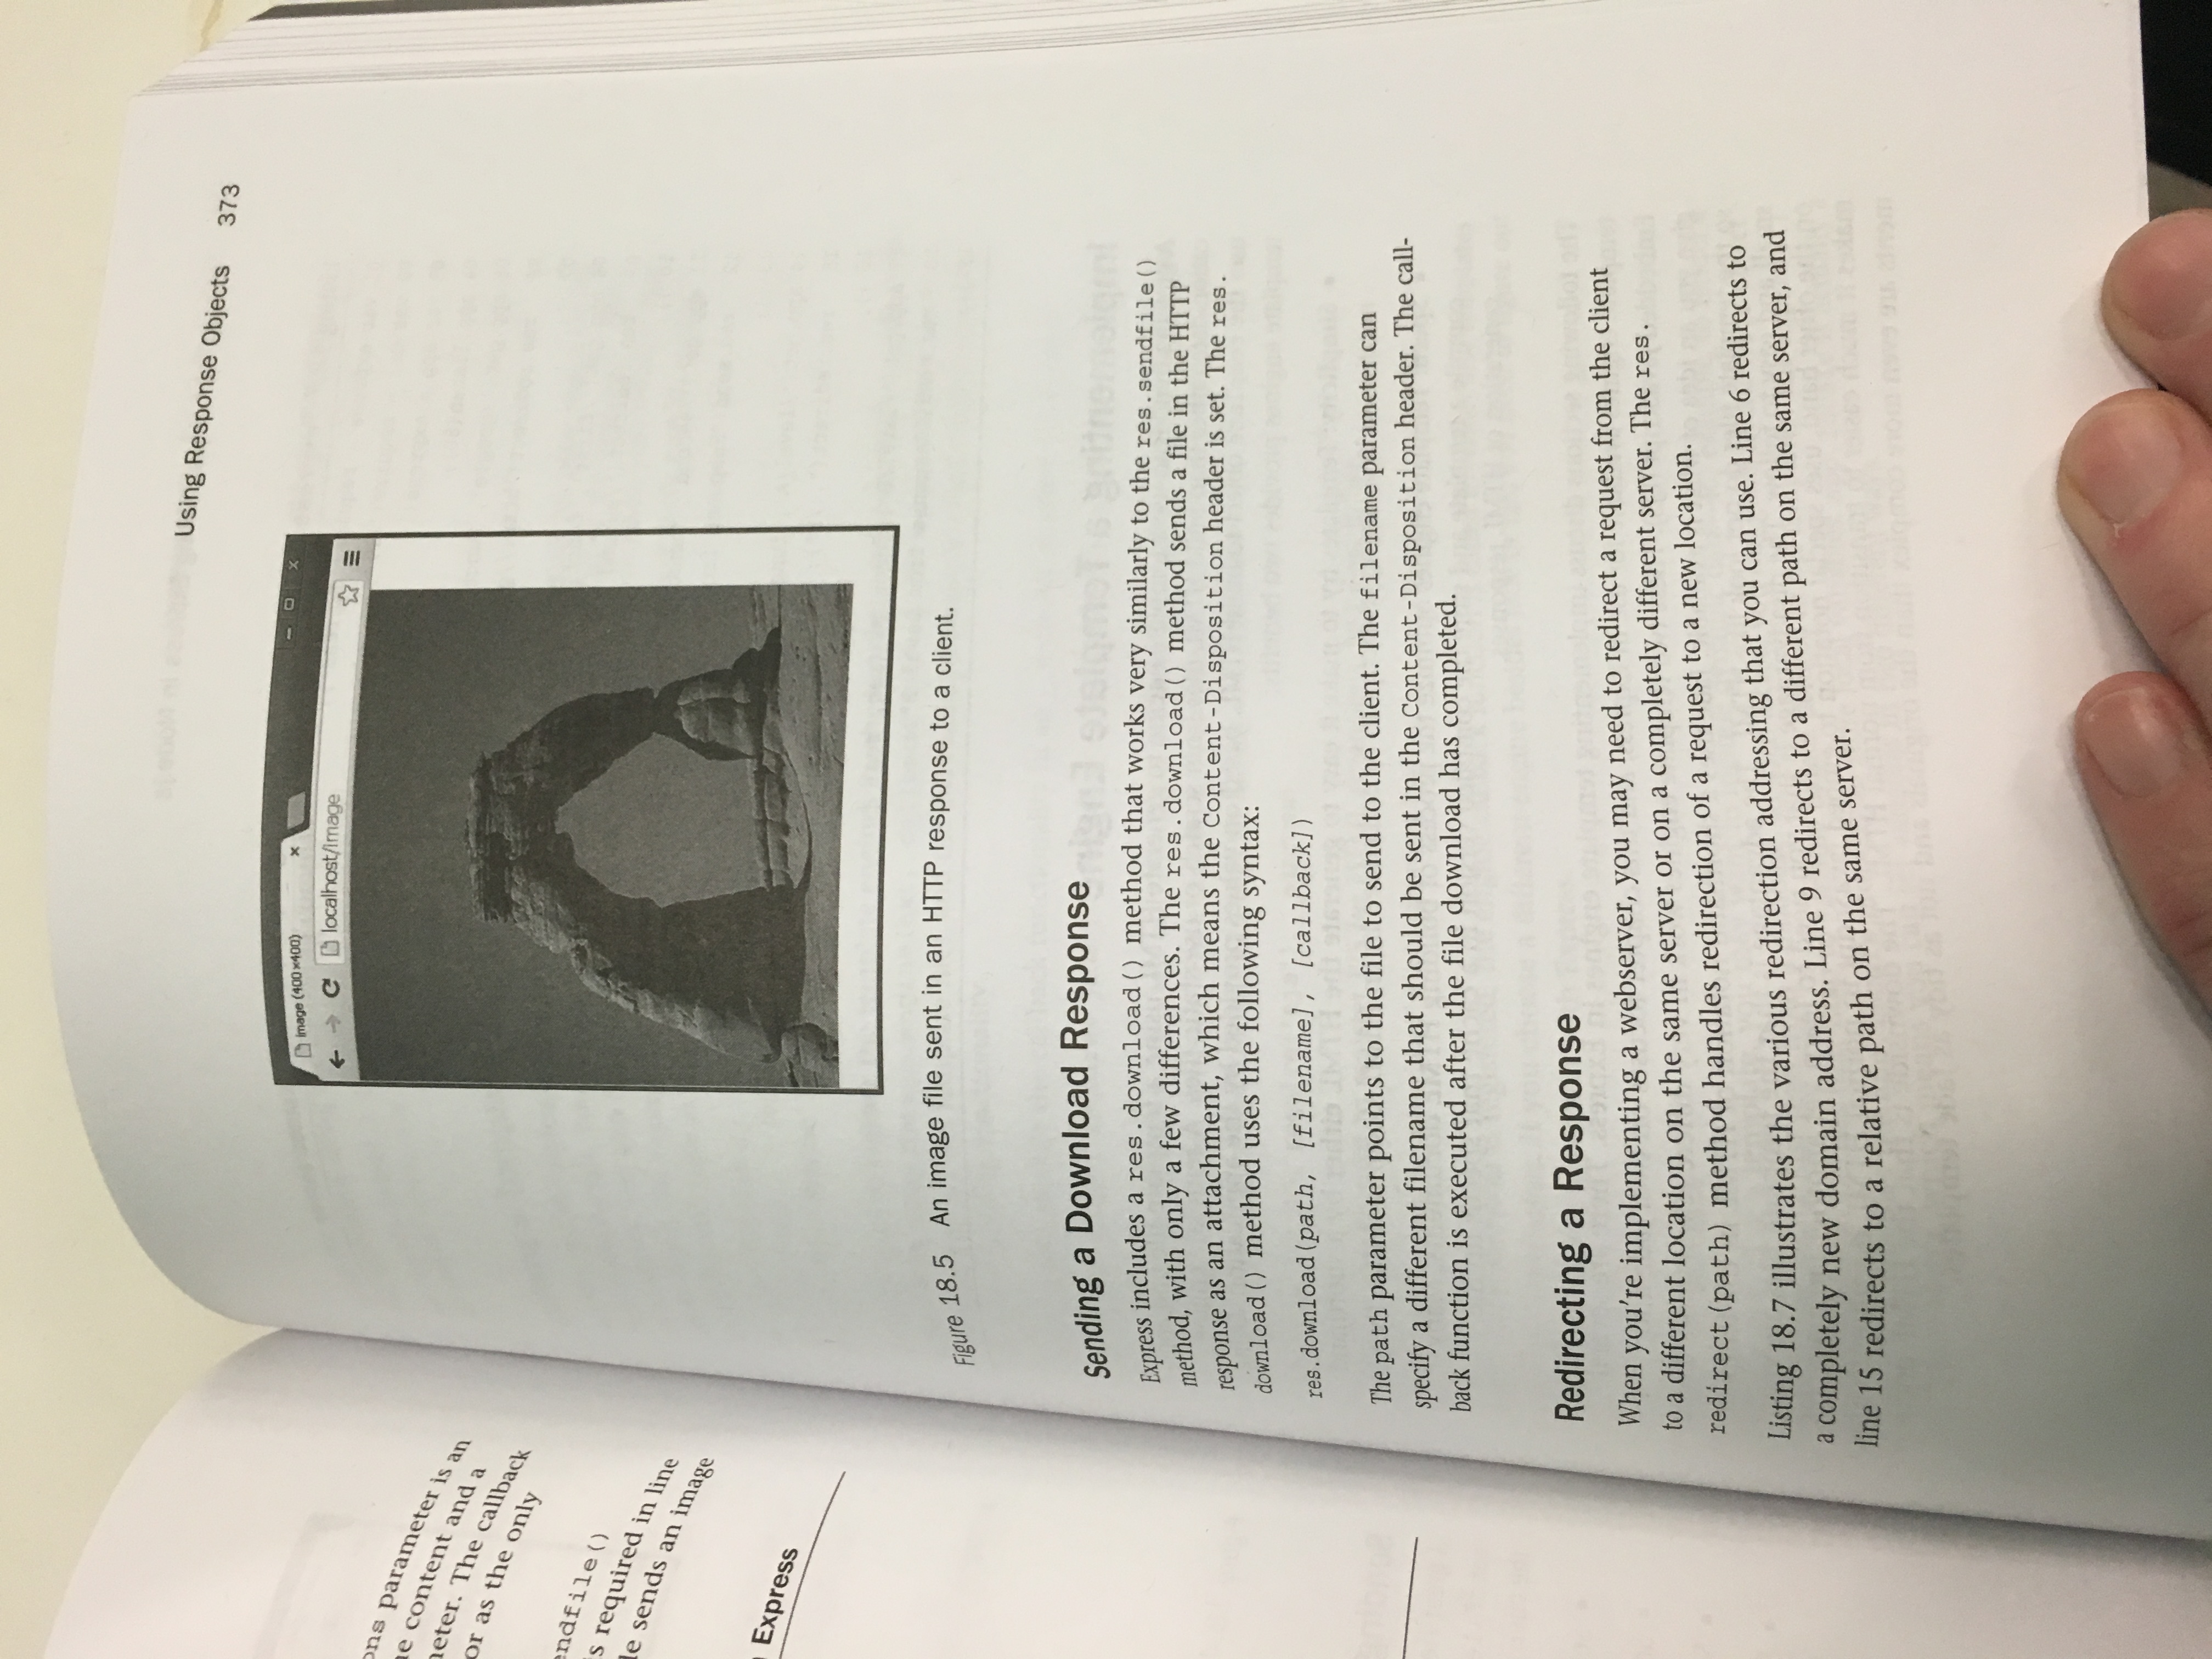 ons parameter is an
content and a
The callback
or as the only
endfile()
required in line
sends an image
Express
Using Response Objects 373
image (400×400)
localhost/image
Figure 18.5 An image file sent in an HTTP response to a client.
Sending a Download Response
Express includes a res.download() method that works very similarly to the res.sendfile()
method, with only a few differences. The res.download() method sends a file in the HTTP
response as an attachment, which means the Content-Disposition header is set. The res.
download() method uses the following syntax:
res.download(path, [filename], [callback])
The path parameter points to the file to send to the client. The filename parameter can
specify a different filename that should be sent in the Content-Disposition header. The call-
back function is executed after the file download has completed.
Redirecting a Response
When you're implementing a webserver, you may need to redirect a request from the client
to a different location on the same server or on a completely different server. The res.
redirect(path) method handles redirection of a request to a new location.
Listing 18.7 illustrates the various redirection addressing that you can use. Line 6 redirects to
a completely new domain address. Line 9 redirects to a different path on the same server, and
line 15 redirects to a relative path on the same server.